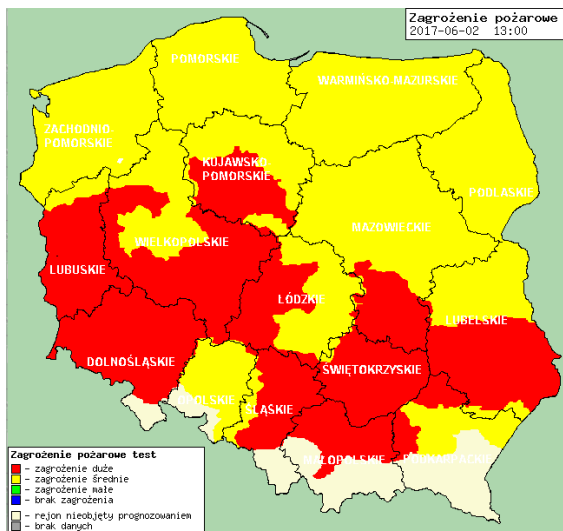 Zagrożenie pożarowe
2017-06-02 13:00
POMORSKIE
WARMIŃSKO-MAZURSKIE
ZACHODNIO-
POMORSKIE
KUJAWSKO-
POMORSKIE
PODLASKIE
MAZOWIECKIE
WIELKOPOLSKIE
LUBUSKIE
ŁÓDZKIE
LUBELSKIE
DOLNOŚLĄSKIE
ŚWIĘTOKRZYSKIE
OPOLSKIE
ŚLĄSKIE
MAŁOPOLSKIE
PODKARPACKIE
Zagrożenie pożarowe test
– zagrożenie duże
– zagrożenie średnie
– zagrożenie małe
– brak zagrożenia
– rejon nieobjęty prognozowaniem
– brak danych